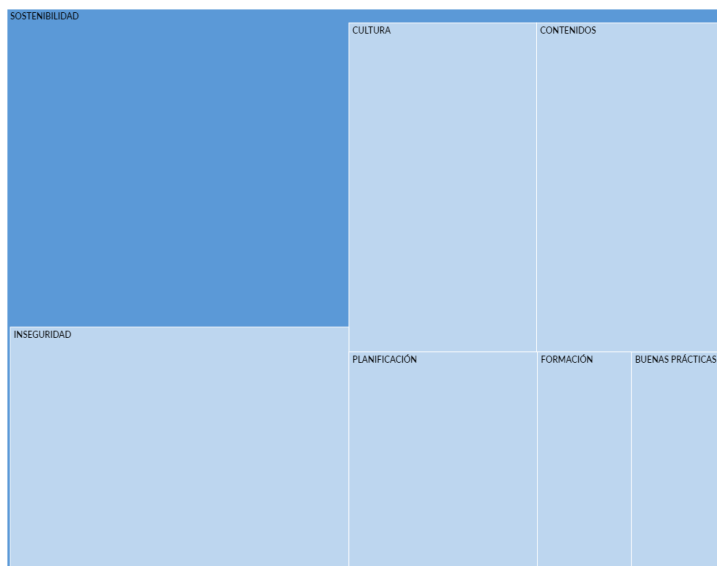 SOSTENIBILIDAD
CULTURA
CONTENIDOS
INSEGURIDAD
PLANIFICACIÓN
FORMACIÓN
BUENAS PRÁCTICAS